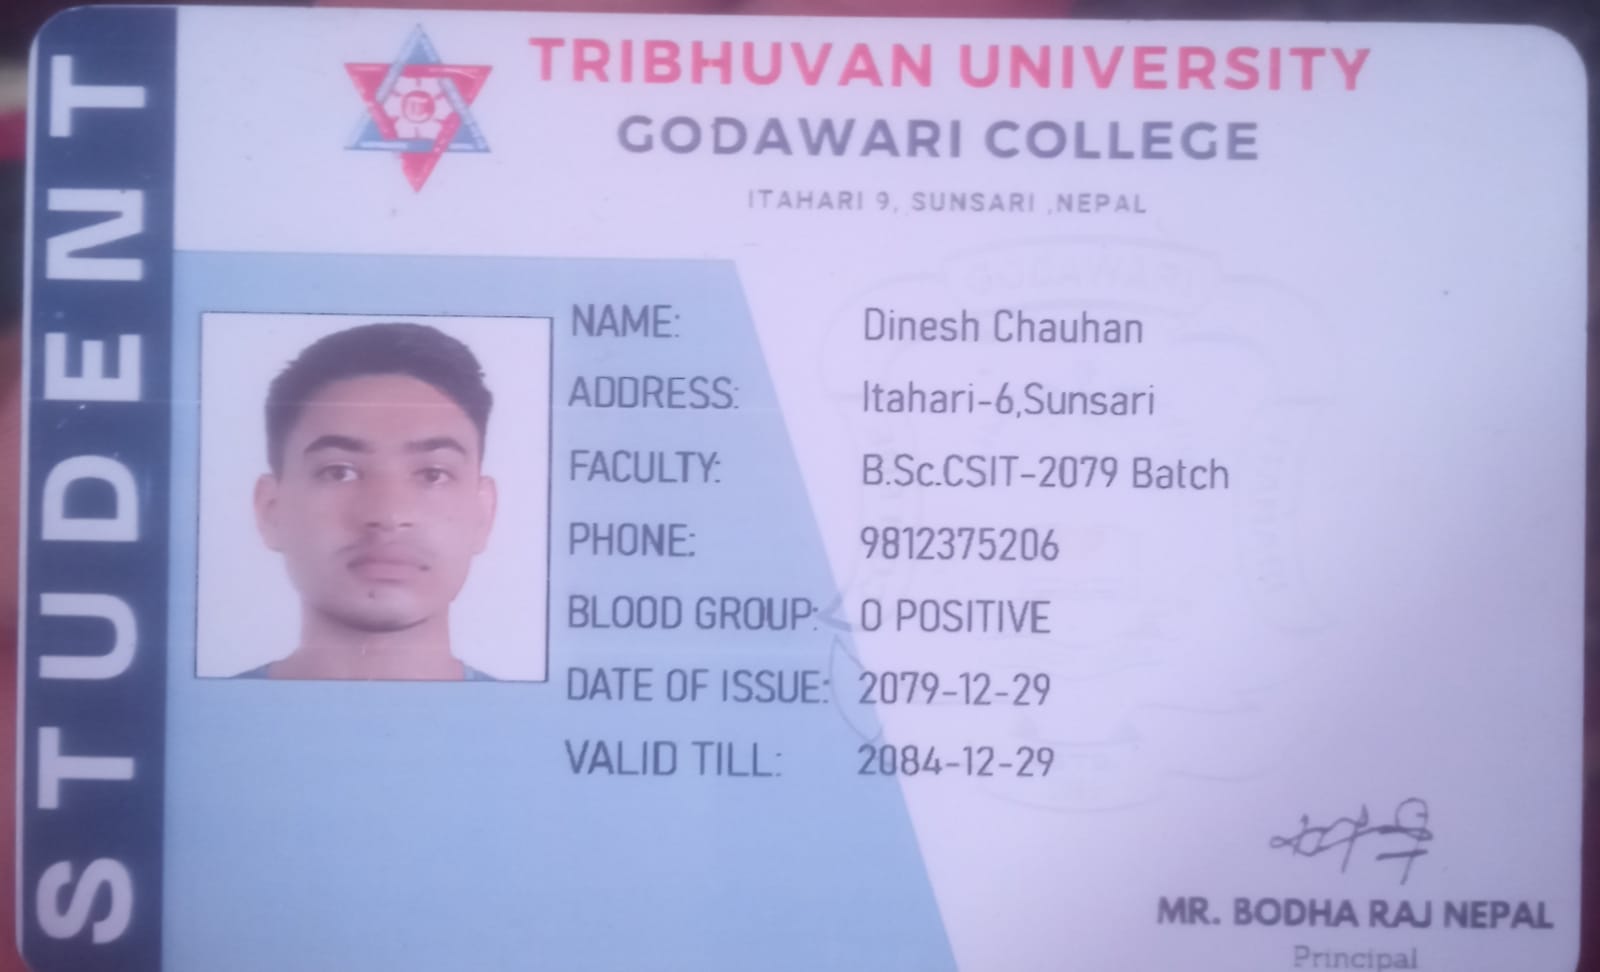 STUDENT
TRIBHUVAN UNIVERSITY
GODAWARI COLLEGE
ITAHARI 9, SUNSARI ,NEPAL
NAME: Dinesh Chauhan
ADDRESS: Itahari-6,Sunsari
FACULTY: B.Sc.CSIT-2079 Batch
PHONE: 9812375206
BLOOD GROUP: O POSITIVE
DATE OF ISSUE: 2079-12-29
VALID TILL: 2084-12-29
MR. BODHA RAJ NEPAL
Principal